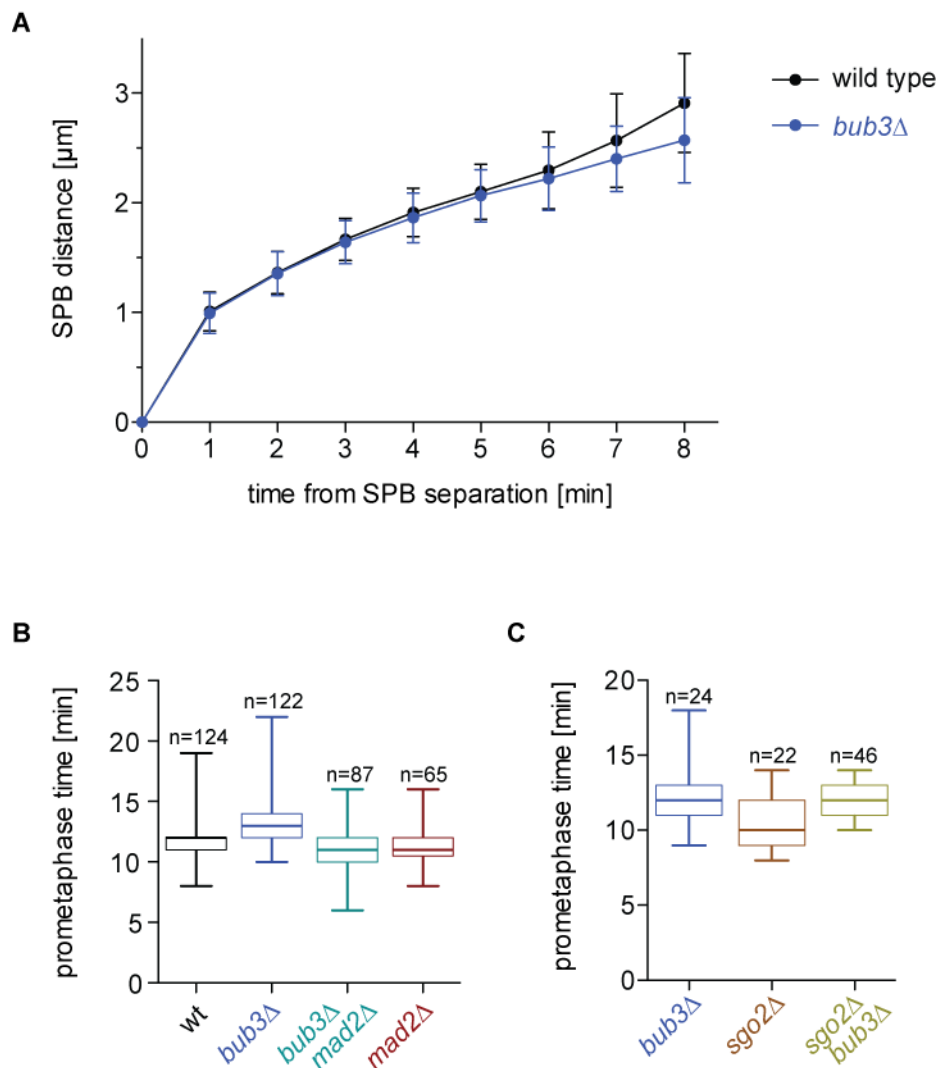 A
SPB distance [µm]
3
2
1
0
0 1 2 3 4 5 6 7 8
time from SPB separation [min]
wild type
bub3Δ
B
prometaphase time [min]
25
20
15
10
5
0
n=124
n=122
n=87
n=65
wt
bub3Δ
bub3Δ
mad2Δ
mad2Δ
C
prometaphase time [min]
20
15
10
5
0
n=24
n=22
n=46
bub3Δ
sgo2Δ
sgo2Δ
bub3Δ